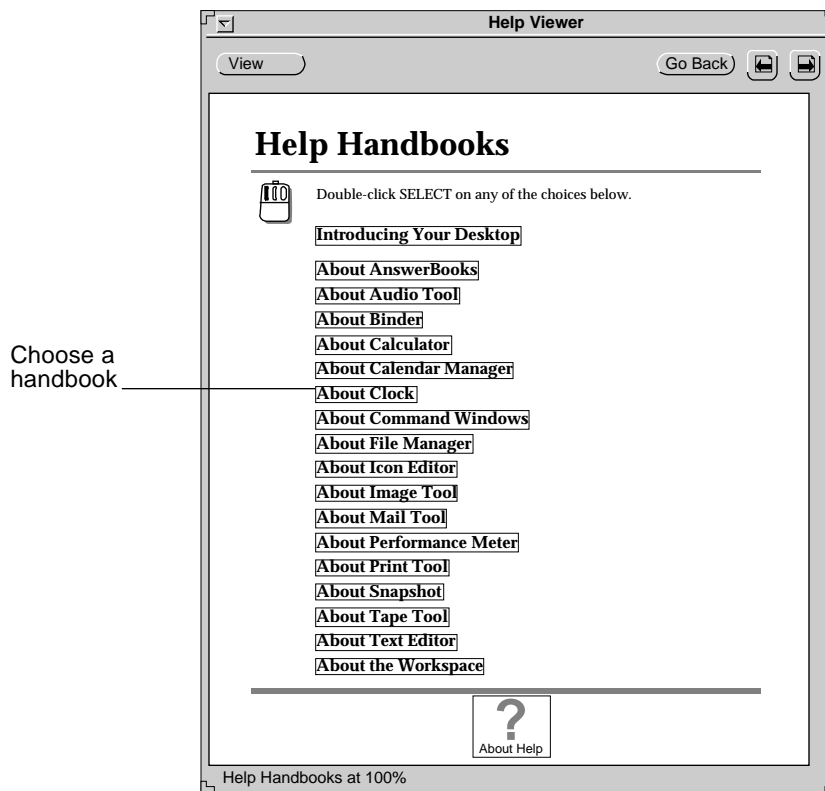 Help Viewer
View
Go Back
Help Handbooks
Double-click SELECT on any of the choices below.
Introducing Your Desktop
About AnswerBooks
About Audio Tool
About Binder
About Calculator
About Calendar Manager
Choose a
handbook
About Clock
About Command Windows
About File Manager
About Icon Editor
About Image Tool
About Mail Tool
About Performance Meter
About Print Tool
About Snapshot
About Tape Tool
About Text Editor
About the Workspace
?
About Help
Help Handbooks at 100%